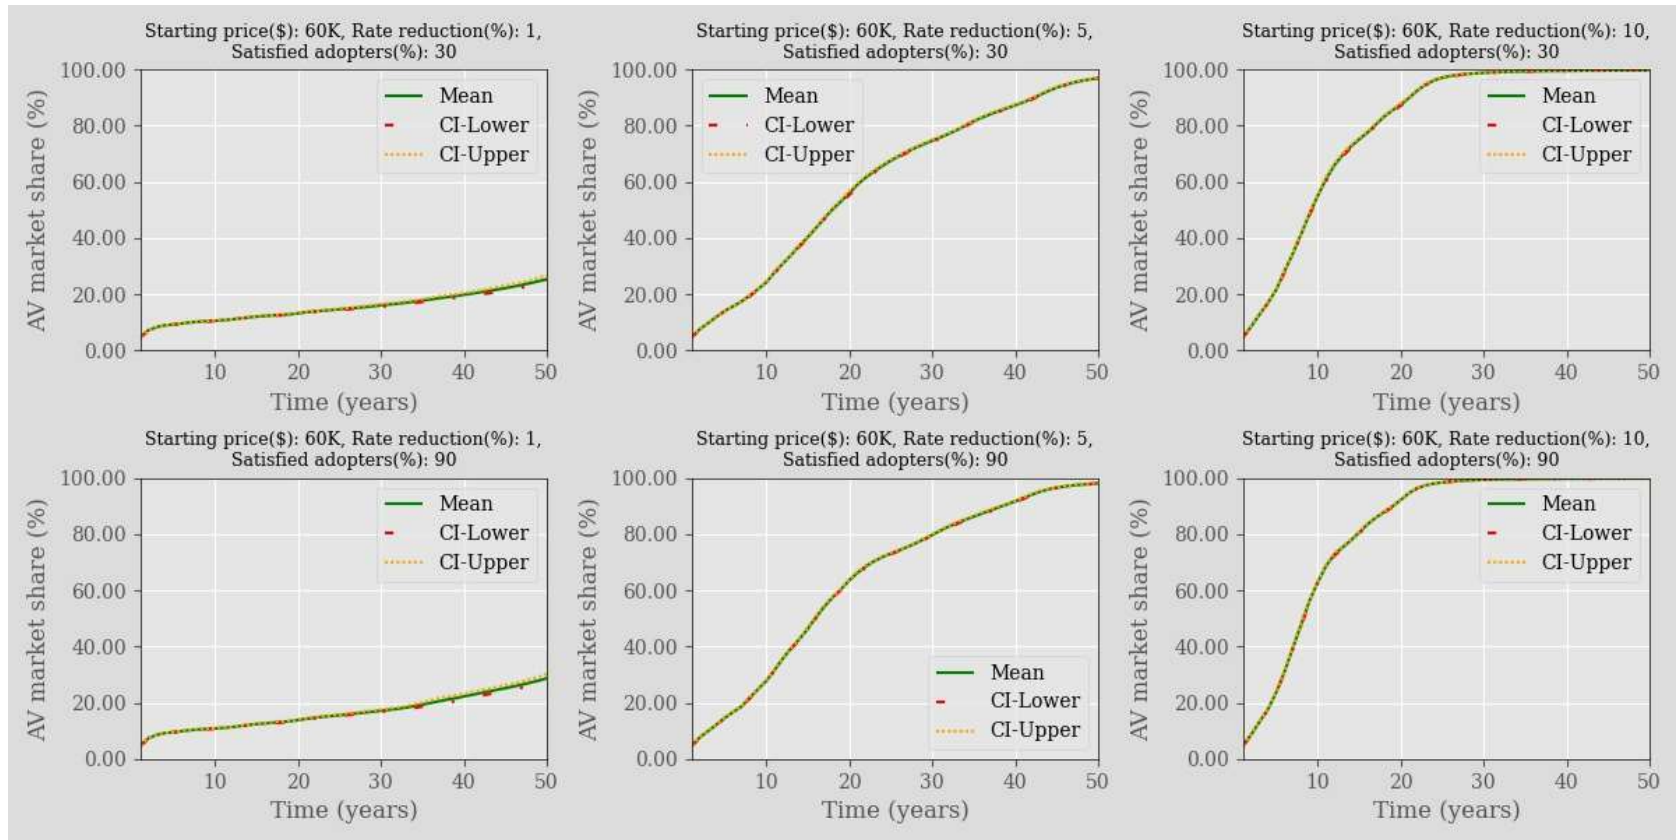 Starting price($): 60K, Rate reduction(%): 1,
Satisfied adopters(%): 30
AV market share (%)
100.00
80.00
60.00
40.00
20.00
0.00
Mean
CI-Lower
CI-Upper
10 20 30 40 50
Time (years)
Starting price($): 60K, Rate reduction(%): 5,
Satisfied adopters(%): 30
AV market share (%)
100.00
80.00
60.00
40.00
20.00
0.00
Mean
CI-Lower
CI-Upper
10 20 30 40 50
Time (years)
Starting price($): 60K, Rate reduction(%): 10,
Satisfied adopters(%): 30
AV market share (%)
100.00
80.00
60.00
40.00
20.00
0.00
Mean
CI-Lower
CI-Upper
10 20 30 40 50
Time (years)
Starting price($): 60K, Rate reduction(%): 1,
Satisfied adopters(%): 90
AV market share (%)
100.00
80.00
60.00
40.00
20.00
0.00
Mean
CI-Lower
CI-Upper
10 20 30 40 50
Time (years)
Starting price($): 60K, Rate reduction(%): 5,
Satisfied adopters(%): 90
AV market share (%)
100.00
80.00
60.00
40.00
20.00
0.00
Mean
CI-Lower
CI-Upper
10 20 30 40 50
Time (years)
Starting price($): 60K, Rate reduction(%): 10,
Satisfied adopters(%): 90
AV market share (%)
100.00
80.00
60.00
40.00
20.00
0.00
Mean
CI-Lower
CI-Upper
10 20 30 40 50
Time (years)